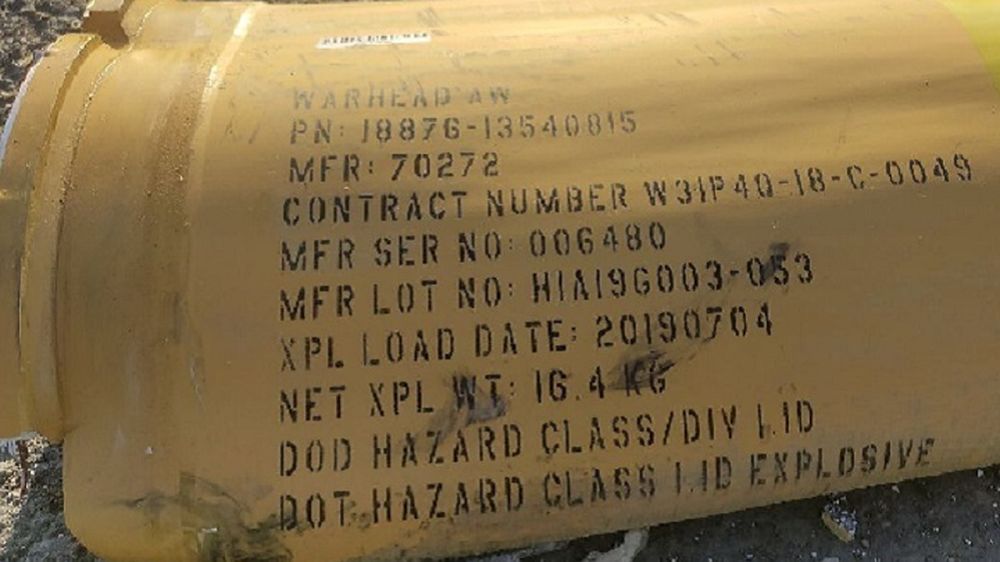 WARHEAD AW
PN: 18876-13540815
MFR: 70272
CONTRACT NUMBER W31P4Q-18-C-0049
MFR SER NO: 006480
MFR LOT NO: HIA19G003-053
XPL LOAD DATE: 20190704
NET XPL WT: 16.4 KG
DOD HAZARD CLASS/DIV 1.1D
DOT HAZARD CLASS 1.1D EXPLOSIVE